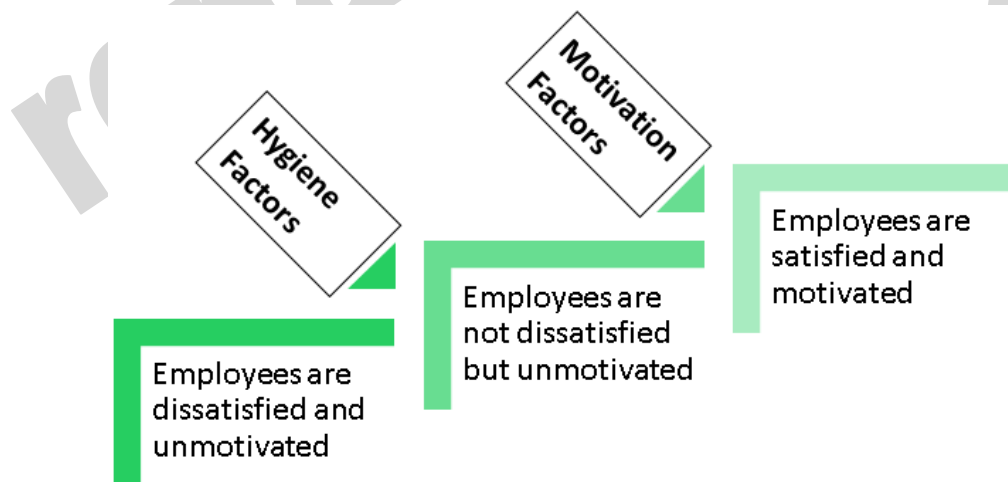 Motivation
Factors
Hygiene
Factors
Employees are
satisfied and
motivated
Employees are
not dissatisfied
but unmotivated
Employees are
dissatisfied and
unmotivated